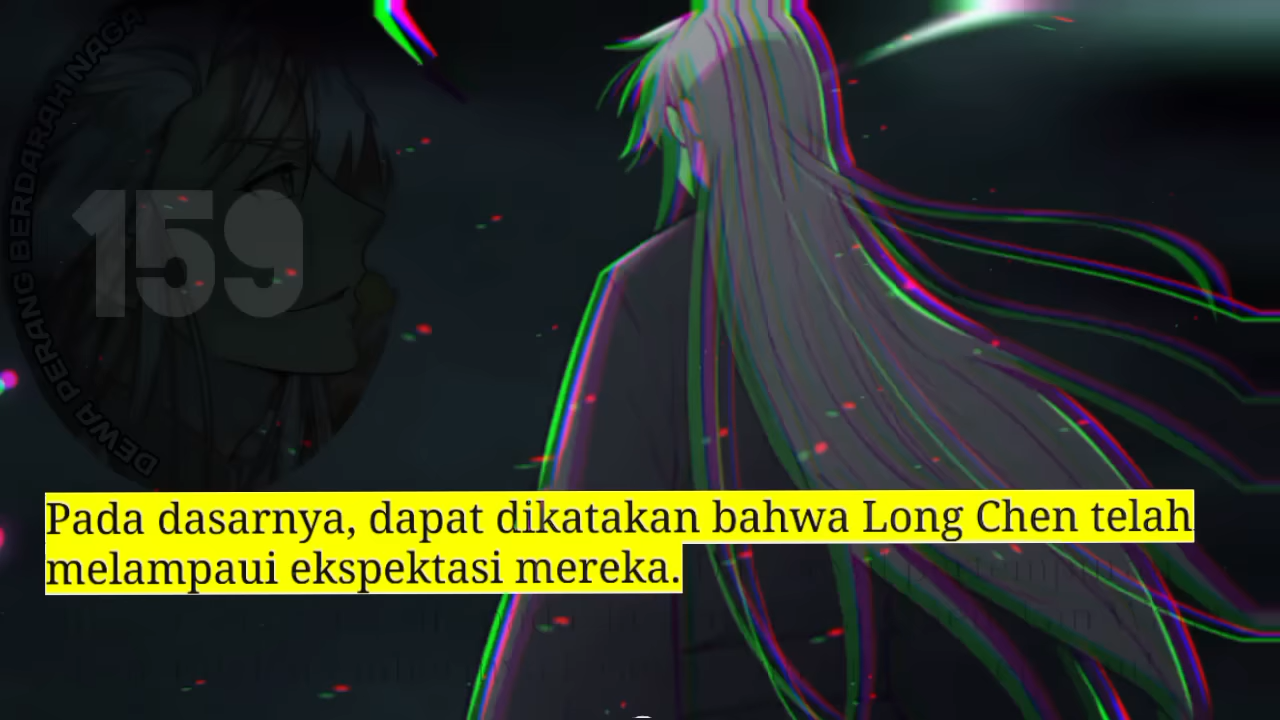 DEWA PERANG BERDARAH NAGA
159
Pada dasarnya, dapat dikatakan bahwa Long Chen telah
melampaui ekspektasi mereka.